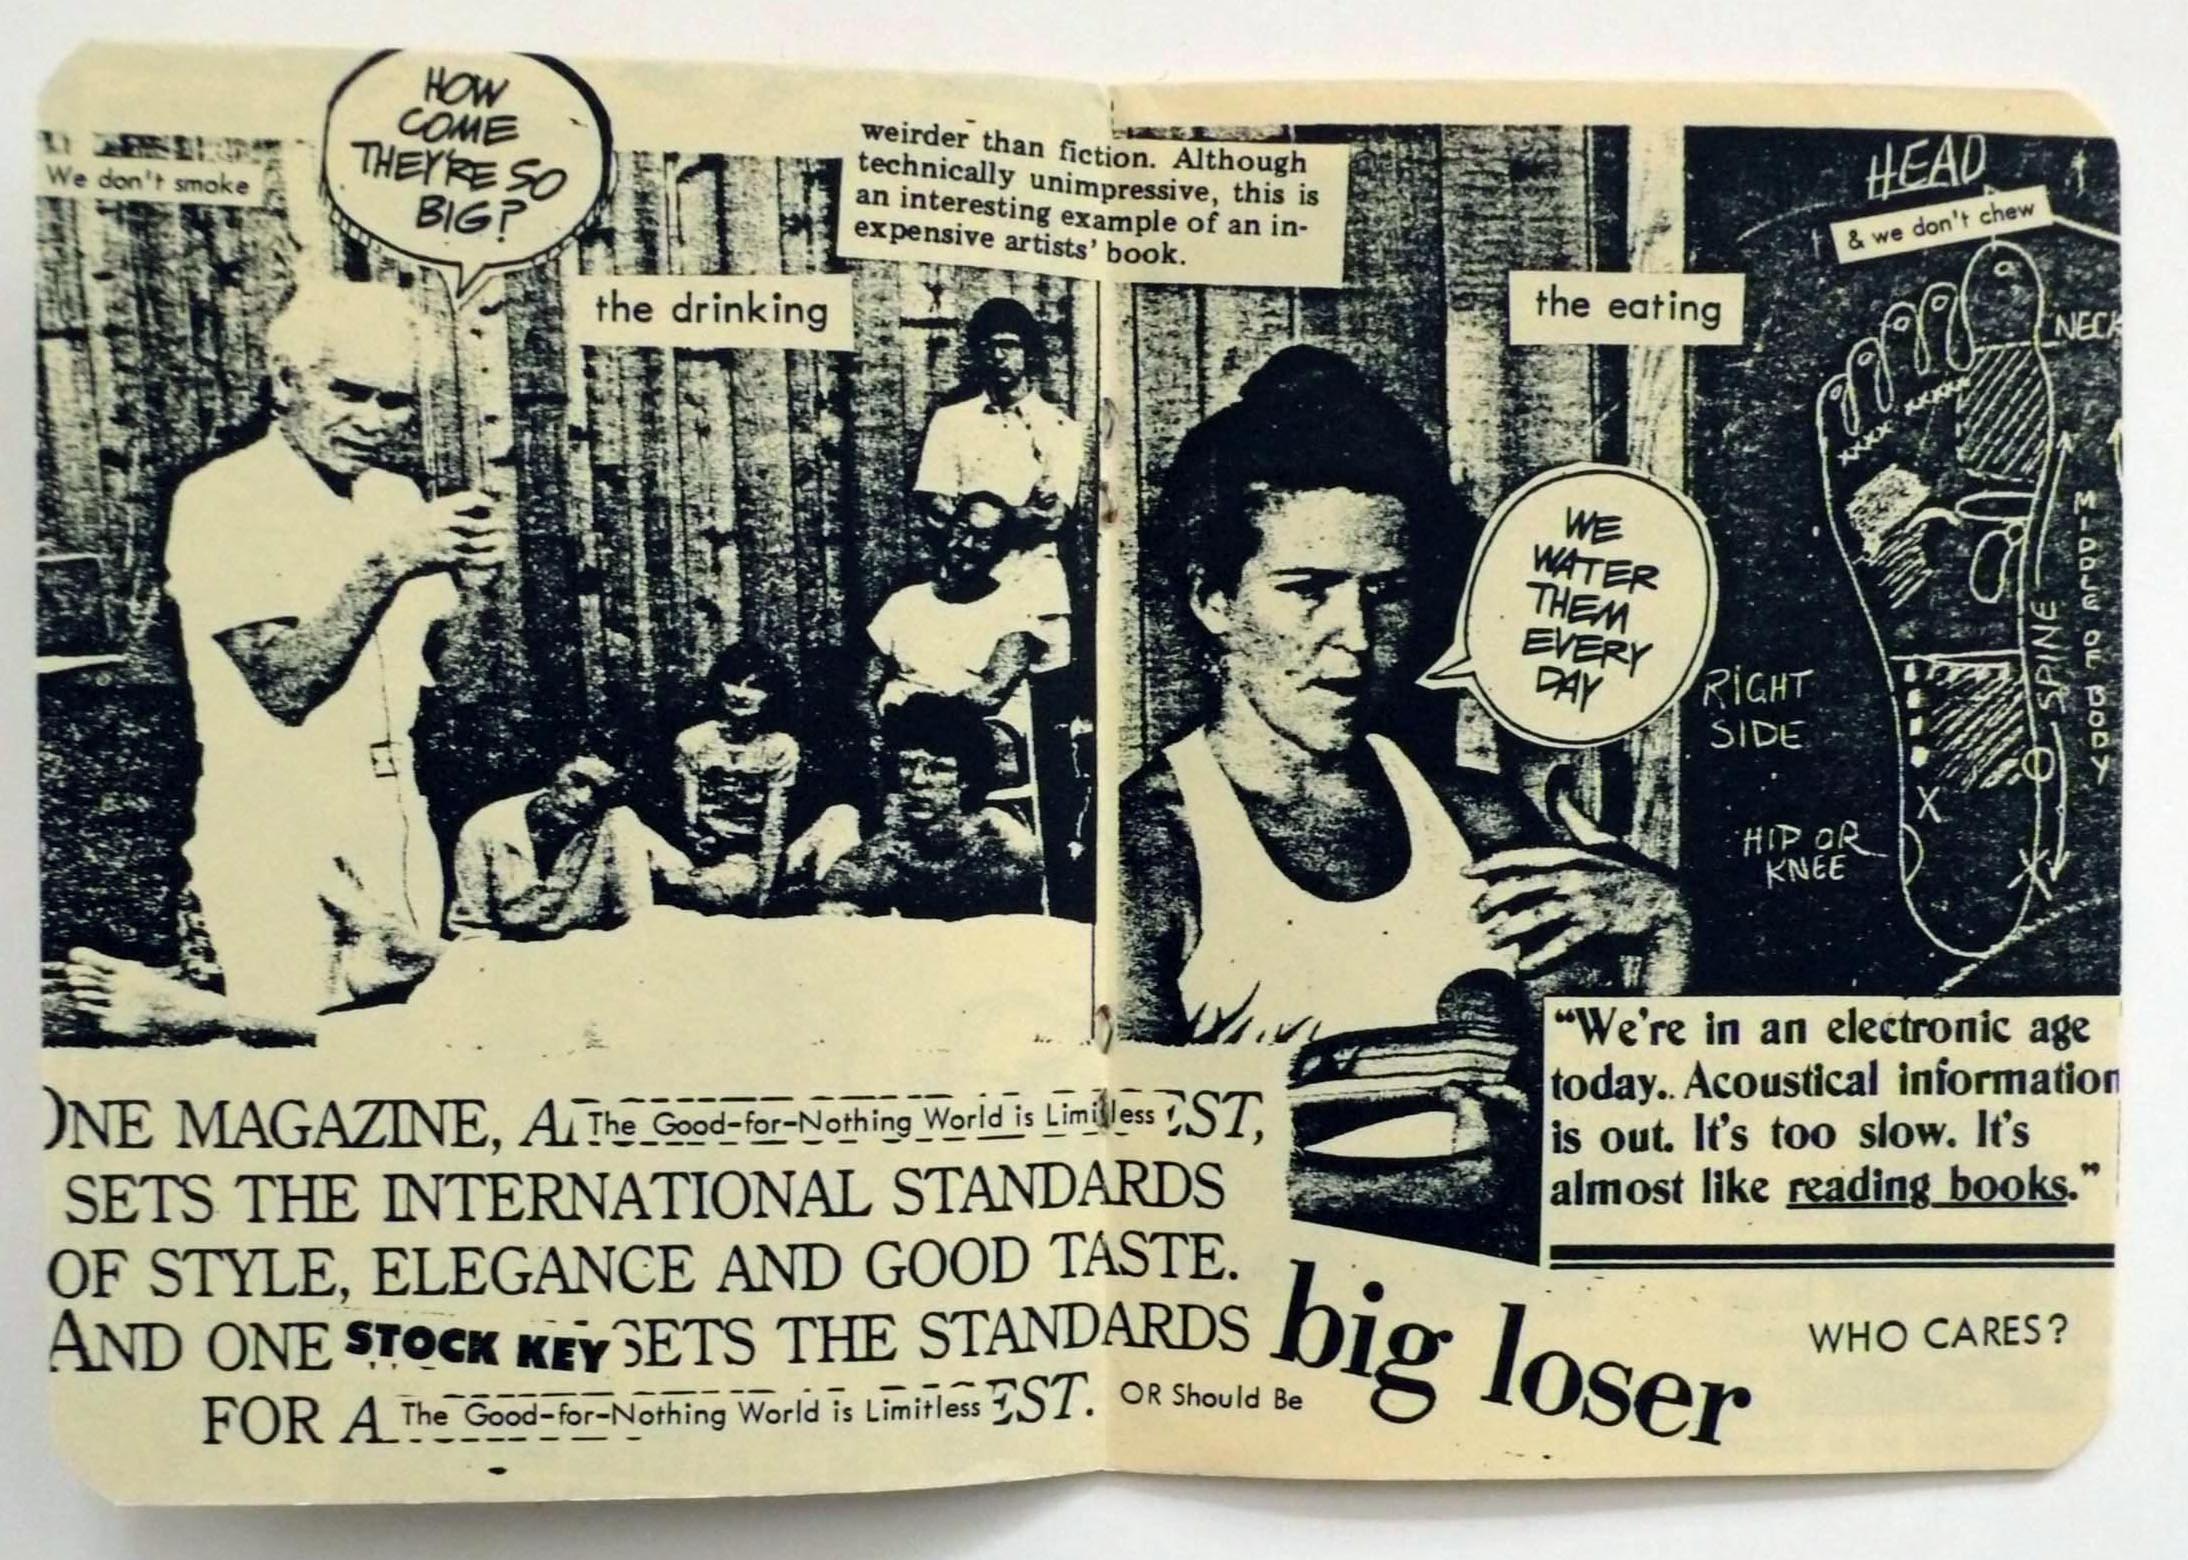 HOW
COME
THEY'RE SO
BIG?
We don't smoke
weirder than fiction. Although
technically unimpressive, this is
an interesting example of an in-
expensive artists' book.
the drinking
the eating
HEAD
& we don't chew
NECK
xxxxx
xxxx
WE
WATER
THEM
EVERY
DAY
MIDDLE OF BODY
SPINE
RIGHT
SIDE
X
HIP OR
KNEE
X
"We're in an electronic age
today. Acoustical information
is out. It's too slow. It's
almost like reading books."
ONE MAGAZINE, A The Good-for-Nothing World is Limitless EST,
SETS THE INTERNATIONAL STANDARDS
OF STYLE, ELEGANCE AND GOOD TASTE.
AND ONE STOCK KEY SETS THE STANDARDS
FOR A The Good-for-Nothing World is Limitless EST.
OR Should Be
big loser
WHO CARES?